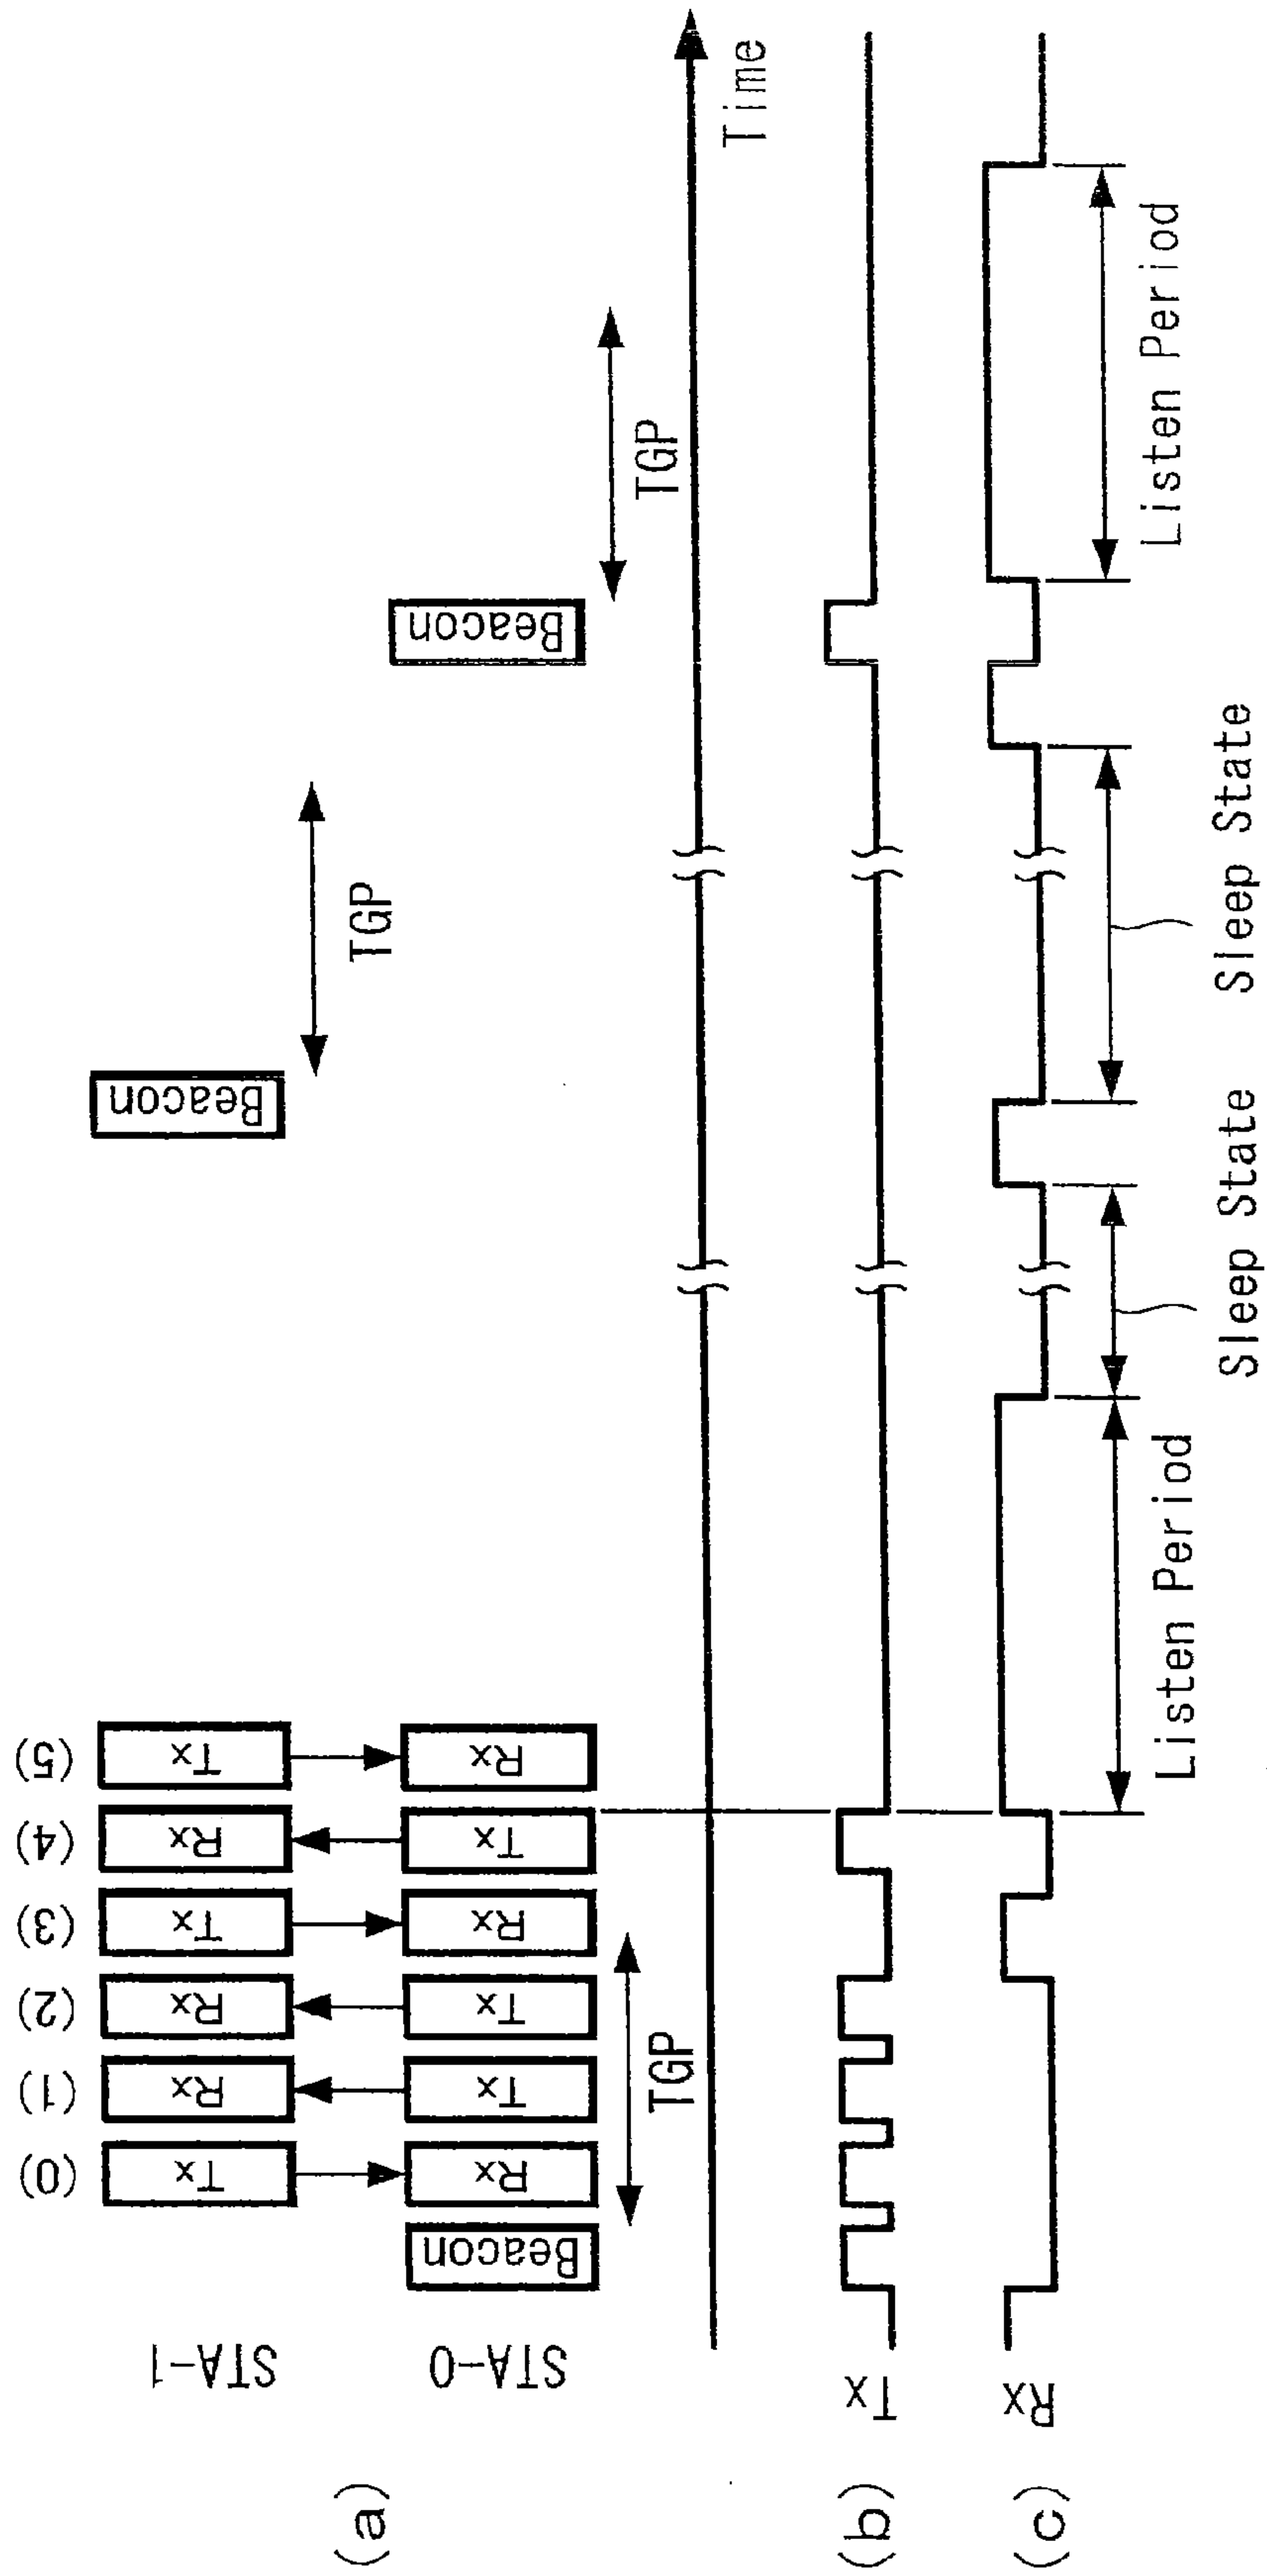 (0) (1) (2) (3) (4) (5)
STA-1 Tx Rx Rx Tx Rx Tx Beacon
TGP
STA-0 Beacon Rx Tx Tx Rx Tx Rx Beacon
TGP TGP
(a)
Time
(b) Tx
(c) Rx
Listen Period Sleep State Sleep State Listen Period